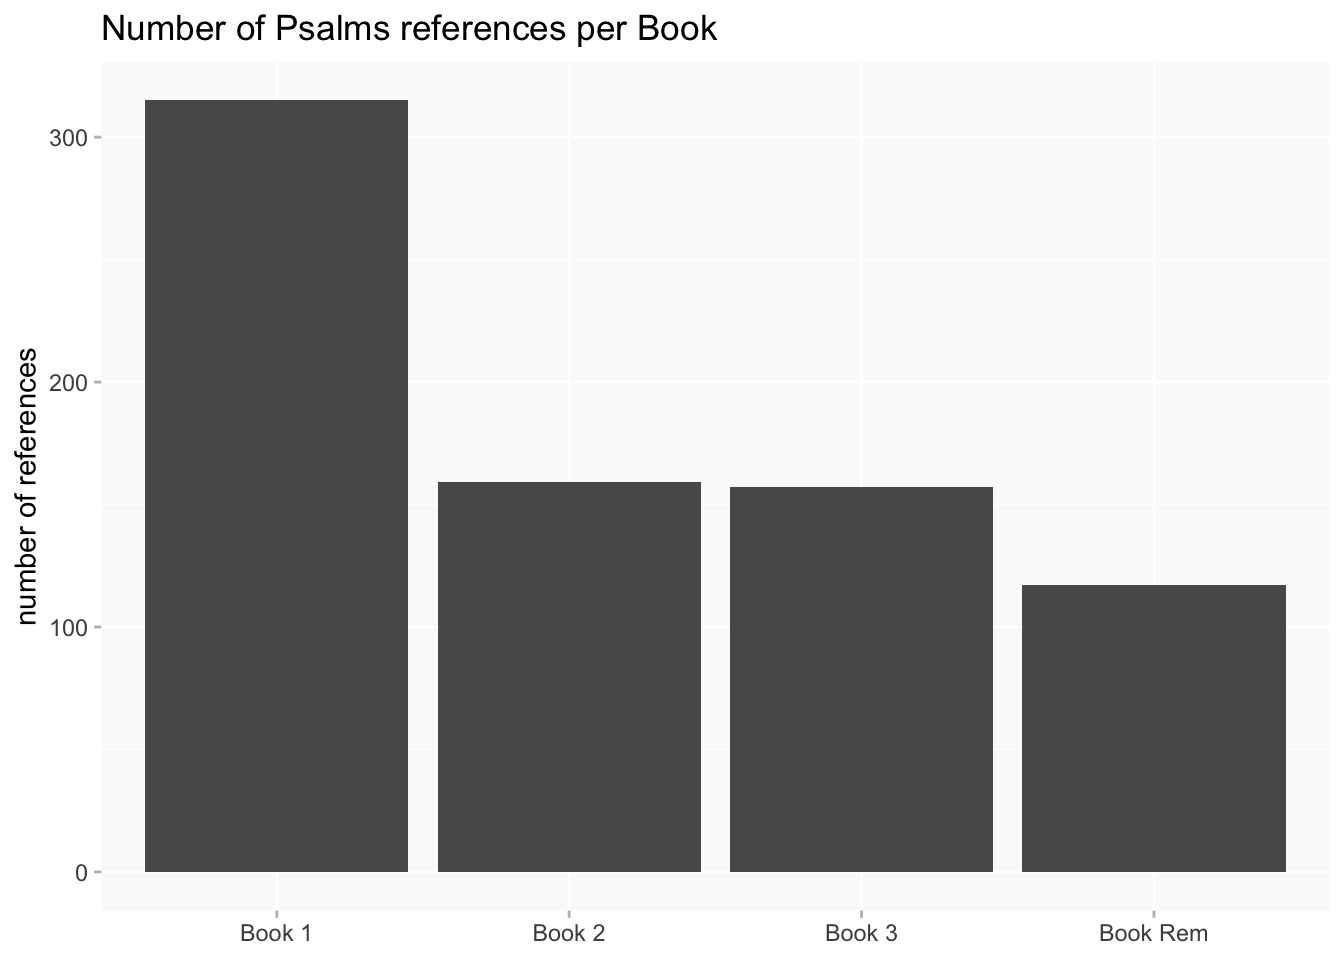 Number of Psalms references per Book
number of references
300
200
100
0
Book 1
Book 2
Book 3
Book Rem